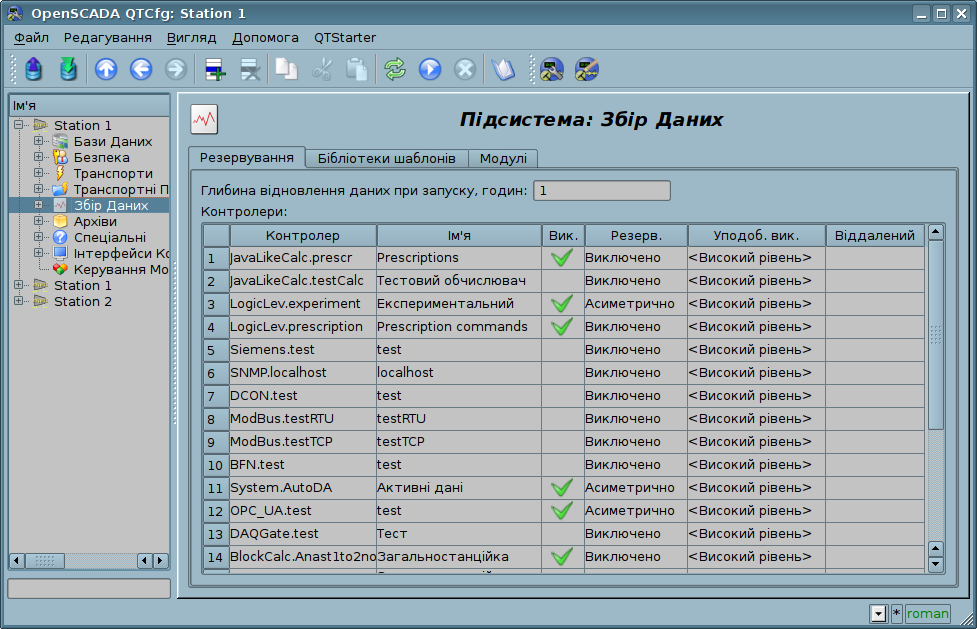 OpenSCADA QTCfg: Station 1
Файл Редагування Вигляд Допомога QTStarter
Ім'я
Station 1
Бази Даних
Безпека
Транспорти
Транспортні П
Збір Даних
Архіви
Спеціальні
Інтерфейси Ко
Керування Мо
Station 1
Station 2
Підсистема: Збір Даних
Резервування Бібліотеки шаблонів Модулі
Глибина відновлення даних при запуску, годин: 1
Контролери:
Контролер Ім'я Вик. Резерв. Уподоб. вик. Віддалений
1 JavaLikeCalc.prescr Prescriptions Виключено <Високий рівень>
2 JavaLikeCalc.testCalc Тестовий обчислювач Виключено <Високий рівень>
3 LogicLev.experiment Експериментальний Асиметрично <Високий рівень>
4 LogicLev.prescription Prescription commands Виключено <Високий рівень>
5 Siemens.test test Виключено <Високий рівень>
6 SNMP.localhost localhost Виключено <Високий рівень>
7 DCON.test test Виключено <Високий рівень>
8 ModBus.testRTU testRTU Виключено <Високий рівень>
9 ModBus.testTCP testTCP Виключено <Високий рівень>
10 BFN.test test Виключено <Високий рівень>
11 System.AutoDA Активні дані Асиметрично <Високий рівень>
12 OPC_UA.test test Асиметрично <Високий рівень>
13 DAQGate.test Тест Виключено <Високий рівень>
14 BlockCalc.Anast1to2no Загальностанційка Виключено <Високий рівень>
* roman